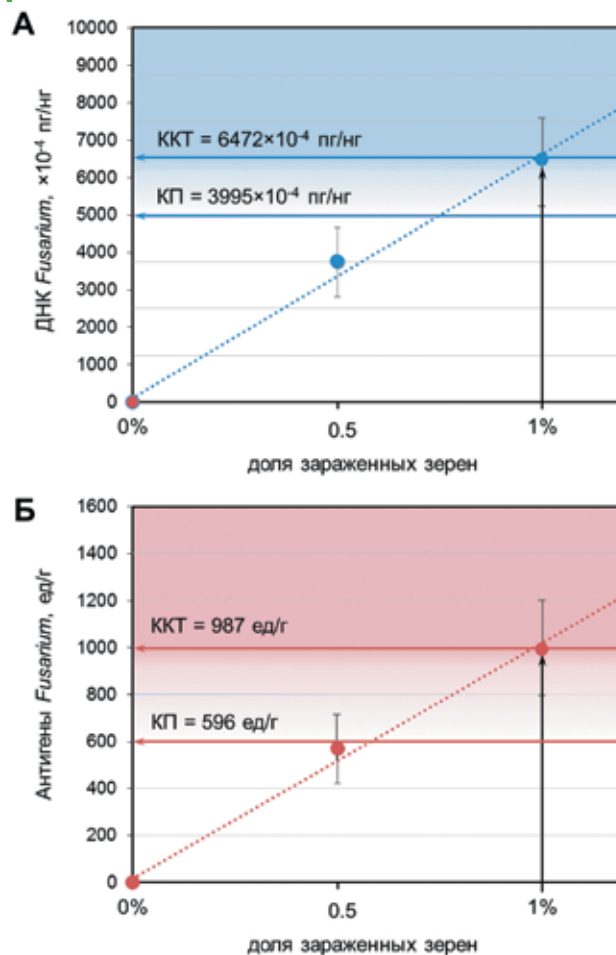 А
10000
9000
8000
7000
6000
5000
4000
3000
2000
1000
0
ДНК Fusarium, ×10⁻⁴ пг/нг
ККТ = 6472×10⁻⁴ пг/нг
КП = 3995×10⁻⁴ пг/нг
0% 0.5 1%
доля зараженных зерен
Б
1600
1400
1200
1000
800
600
400
200
0
Антигены Fusarium, ед/г
ККТ = 987 ед/г
КП = 596 ед/г
0% 0.5 1%
доля зараженных зерен